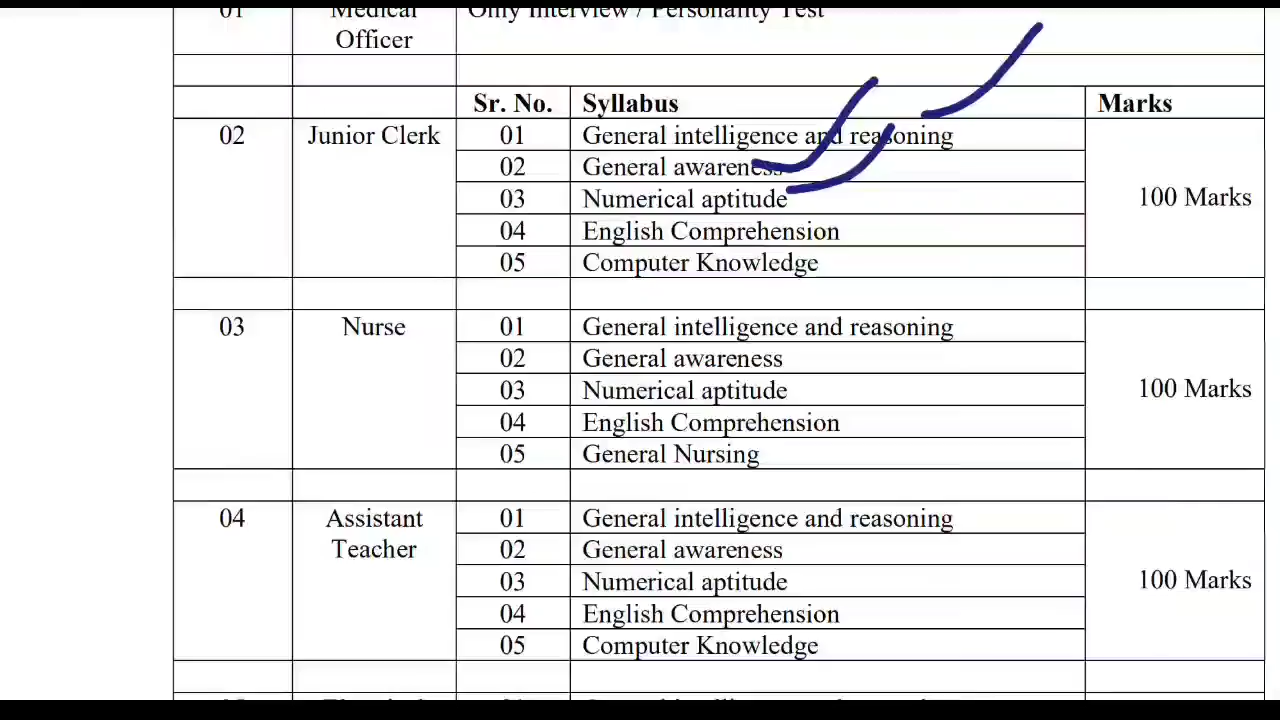 01 Medical Only Interview / Personality Test
Officer
Sr. No. Syllabus Marks
02 Junior Clerk 01 General intelligence and reasoning
02 General awareness
03 Numerical aptitude 100 Marks
04 English Comprehension
05 Computer Knowledge
03 Nurse 01 General intelligence and reasoning
02 General awareness
03 Numerical aptitude 100 Marks
04 English Comprehension
05 General Nursing
04 Assistant 01 General intelligence and reasoning
Teacher 02 General awareness
03 Numerical aptitude 100 Marks
04 English Comprehension
05 Computer Knowledge